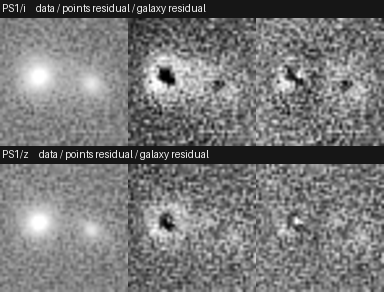 PS1/i data / points residual / galaxy residual
PS1/z data / points residual / galaxy residual